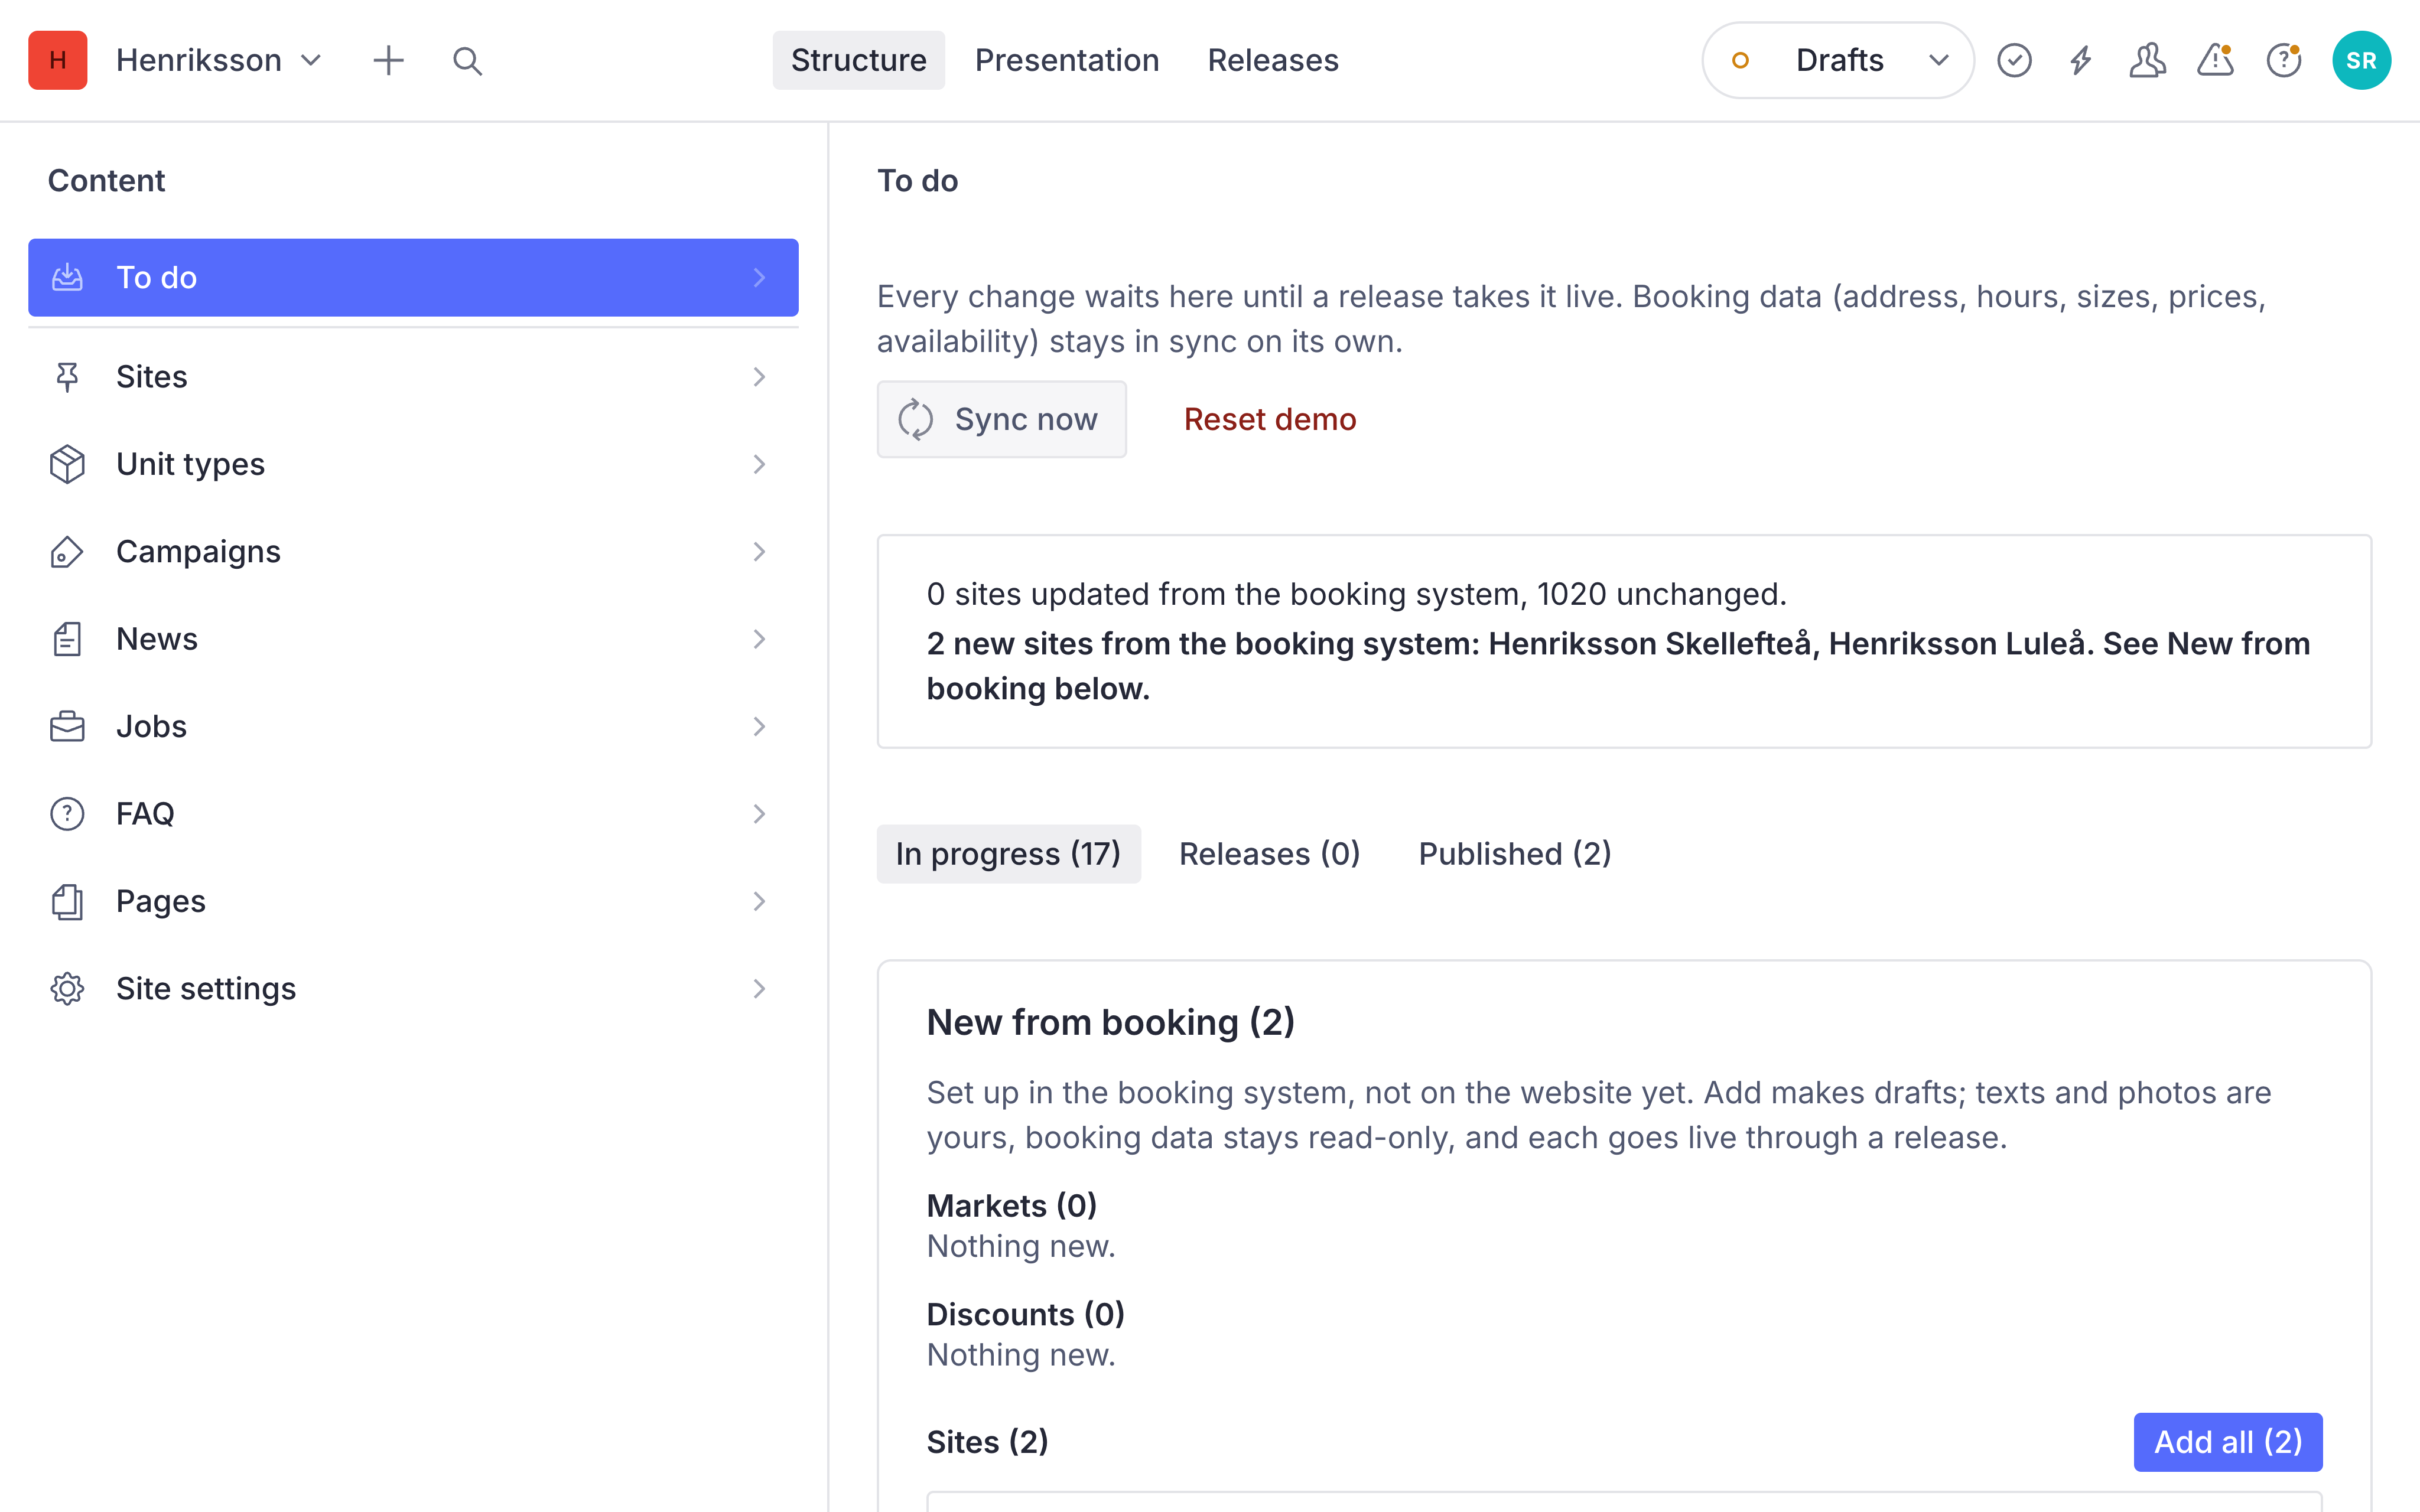 H Henriksson Structure Presentation Releases Drafts SR
Content
To do
Sites
Unit types
Campaigns
News
Jobs
FAQ
Pages
Site settings
To do
Every change waits here until a release takes it live. Booking data (address, hours, sizes, prices,
availability) stays in sync on its own.
Sync now Reset demo
0 sites updated from the booking system, 1020 unchanged.
2 new sites from the booking system: Henriksson Skellefteå, Henriksson Luleå. See New from
booking below.
In progress (17) Releases (0) Published (2)
New from booking (2)
Set up in the booking system, not on the website yet. Add makes drafts; texts and photos are
yours, booking data stays read-only, and each goes live through a release.
Markets (0)
Nothing new.
Discounts (0)
Nothing new.
Sites (2) Add all (2)